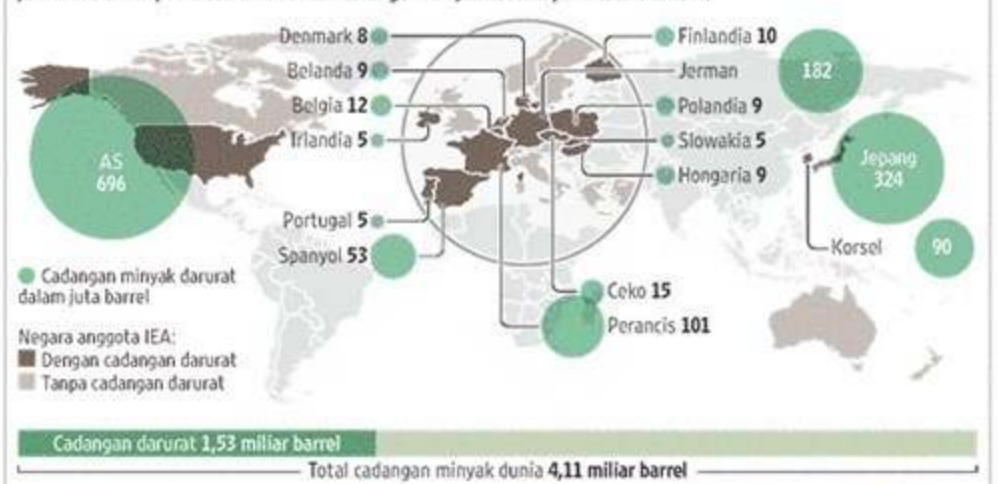 Denmark 8
Belanda 9
Belgia 12
Irlandia 5
Portugal 5
Spanyol 53
Finlandia 10
Jerman
182
Polandia 9
Slowakia 5
Hongaria 9
AS
696
Jepang
324
Korsel
90
Ceko 15
Perancis 101
Cadangan minyak darurat
dalam juta barrel
Negara anggota IEA:
Dengan cadangan darurat
Tanpa cadangan darurat
Cadangan darurat 1,53 miliar barrel
Total cadangan minyak dunia 4,11 miliar barrel